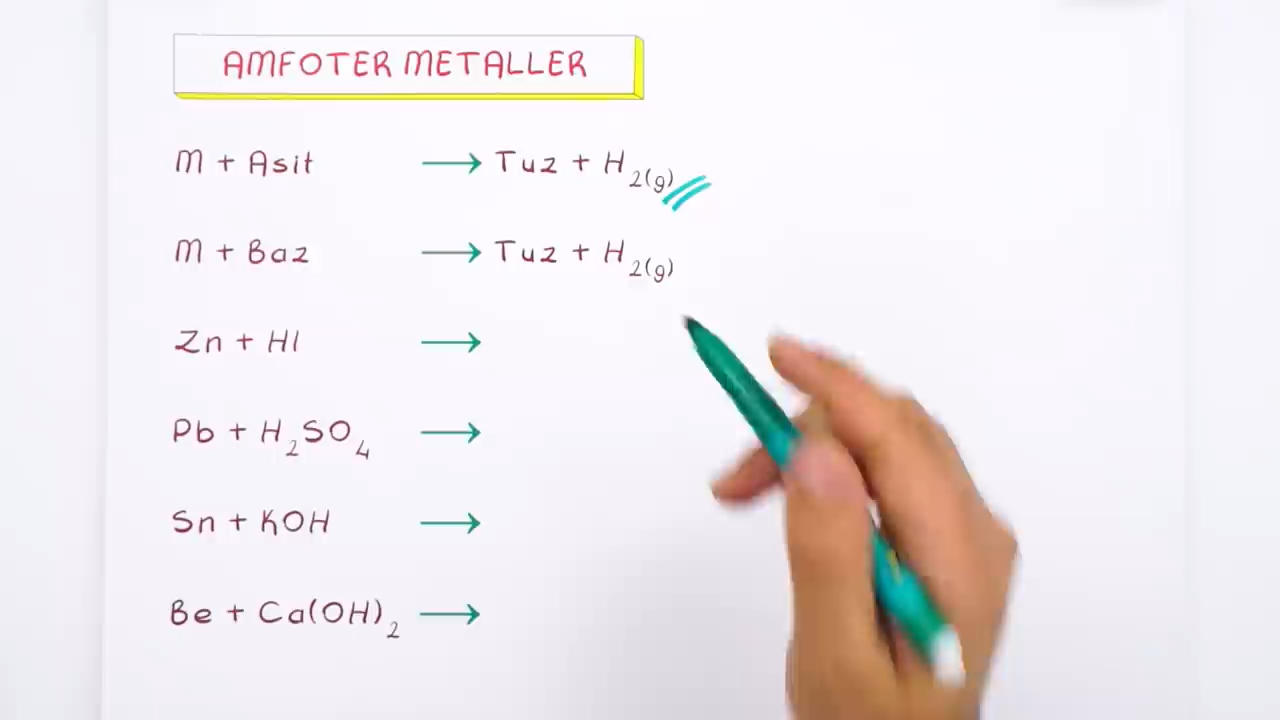 AMFOTER METALLER
M + Asit → Tuz + H2(g)
M + Baz → Tuz + H2(g)
Zn + HI →
Pb + H2SO4 →
Sn + KOH →
Be + Ca(OH)2 →